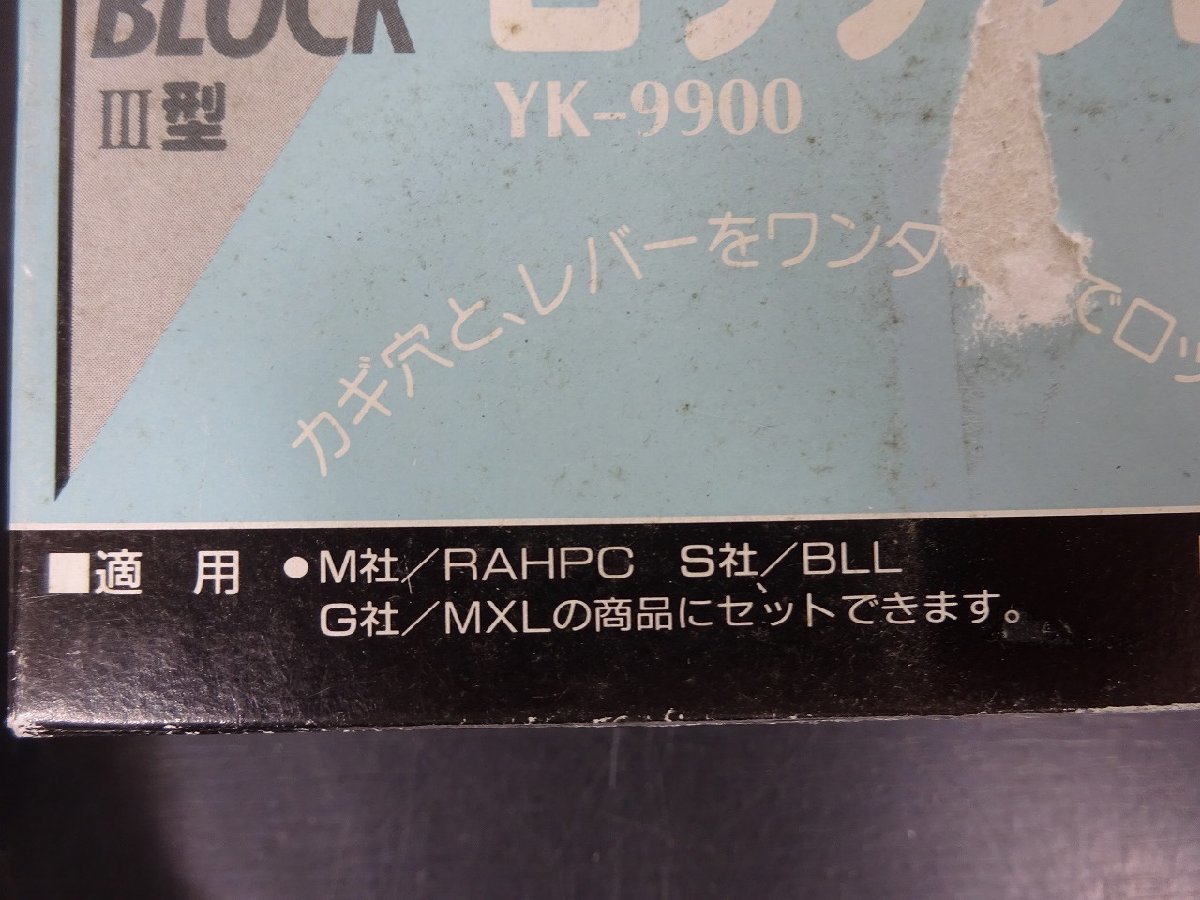 BLOCK
III型
YK-9900
カギ穴と、レバーをワンタ
でロッ
■適 用 ●M社/RAHPC S社/BLL
G社/MXLの商品にセットできます。